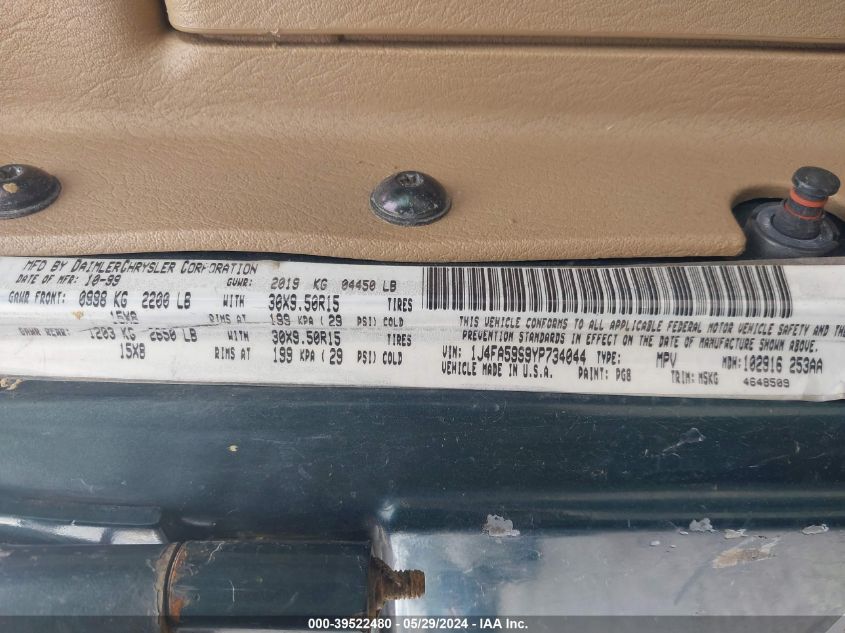 MFD BY DAIMLERCHRYSLER CORPORATION
DATE OF MFR: 10-99 GVWR: 2019 KG 04450 LB
GAWR FRONT: 0998 KG 2200 LB WITH 30X9.50R15 TIRES
15X8 RIMS AT 199 KPA (29 PSI) COLD
GAWR REAR: 1203 KG 2650 LB WITH 30X9.50R15 TIRES
15X8 RIMS AT 199 KPA (29 PSI) COLD
THIS VEHICLE CONFORMS TO ALL APPLICABLE FEDERAL MOTOR VEHICLE SAFETY AND THE
PREVENTION STANDARDS IN EFFECT ON THE DATE OF MANUFACTURE SHOWN ABOVE.
VIN: 1J4FA59S9YP734044 TYPE: MPV MDH: 102916 253AA
VEHICLE MADE IN U.S.A. PAINT: PG8 TRIM: M5KG 4648509
000-39522480 - 05/29/2024 - IAA Inc.